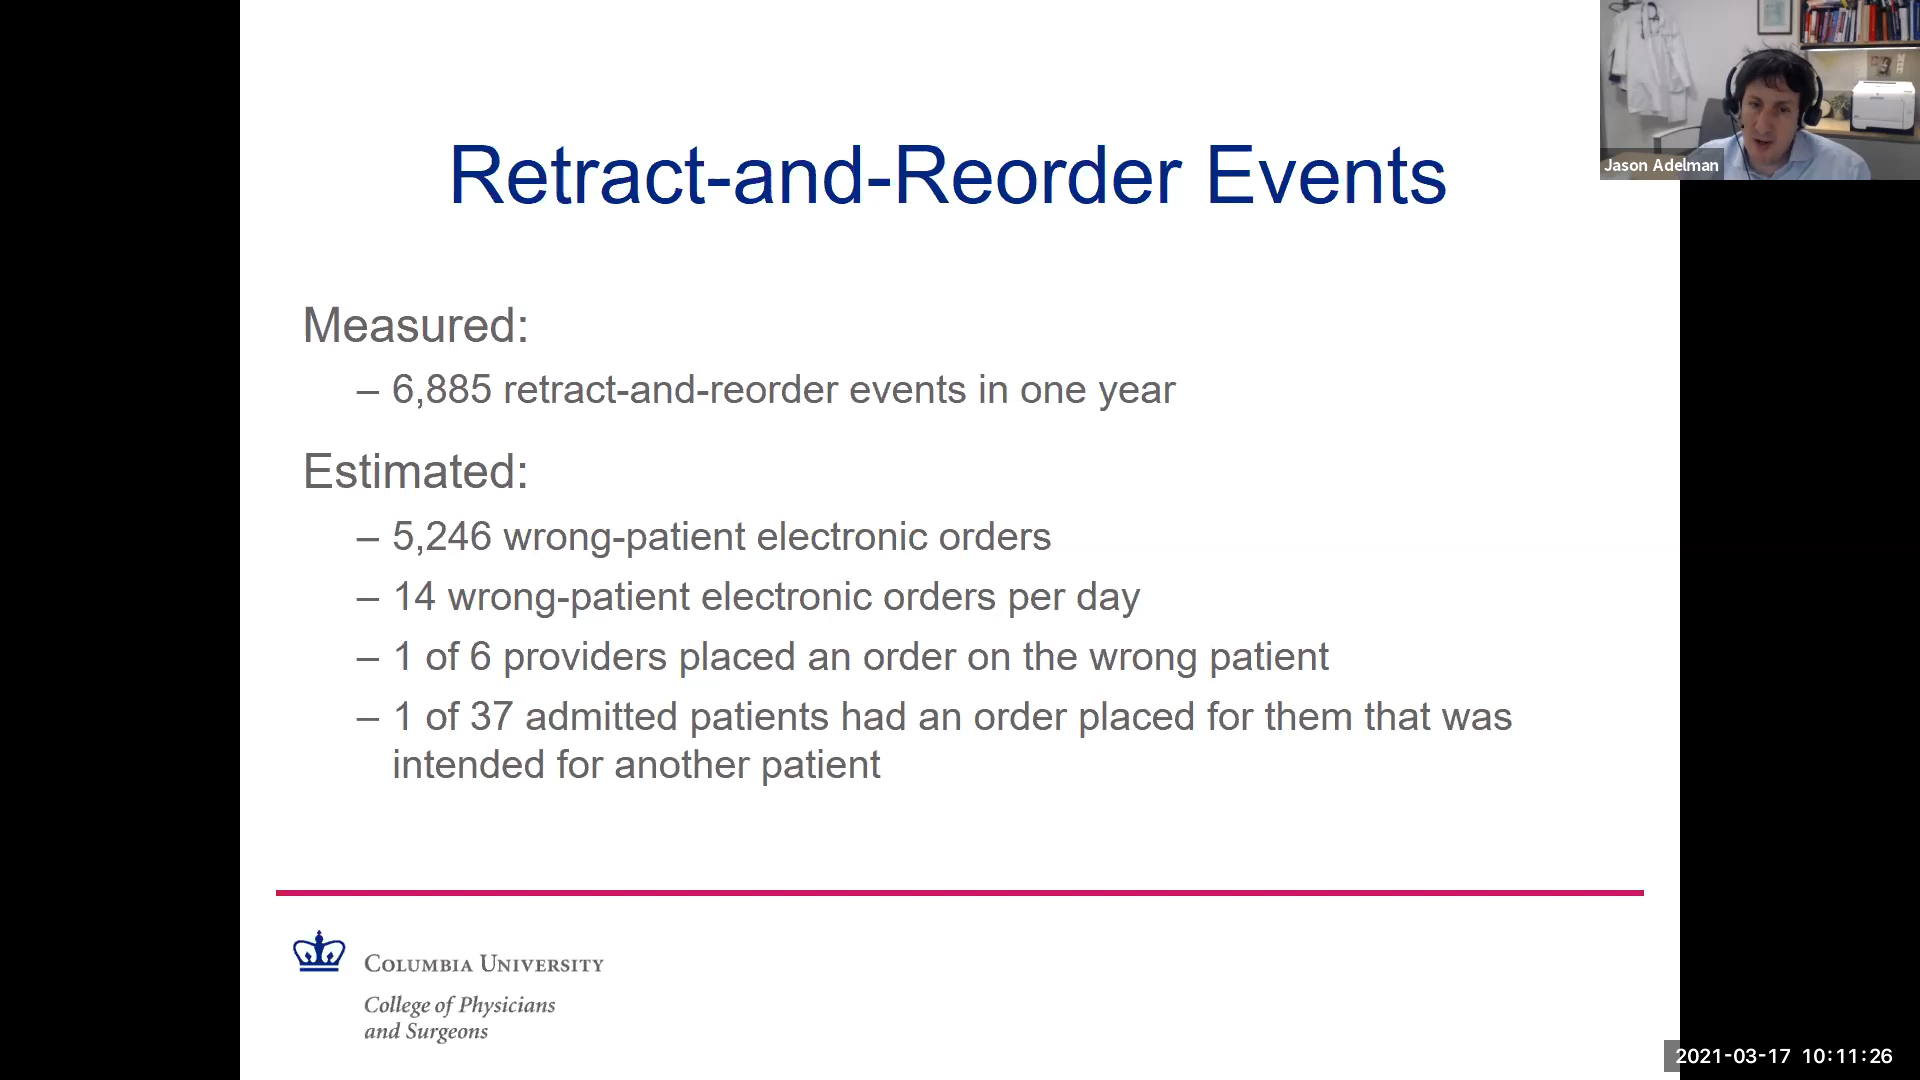 Retract-and-Reorder Events
Jason Adelman
Measured:
– 6,885 retract-and-reorder events in one year
Estimated:
– 5,246 wrong-patient electronic orders
– 14 wrong-patient electronic orders per day
– 1 of 6 providers placed an order on the wrong patient
– 1 of 37 admitted patients had an order placed for them that was
intended for another patient
COLUMBIA UNIVERSITY
College of Physicians
and Surgeons
2021-03-17 10:11:26